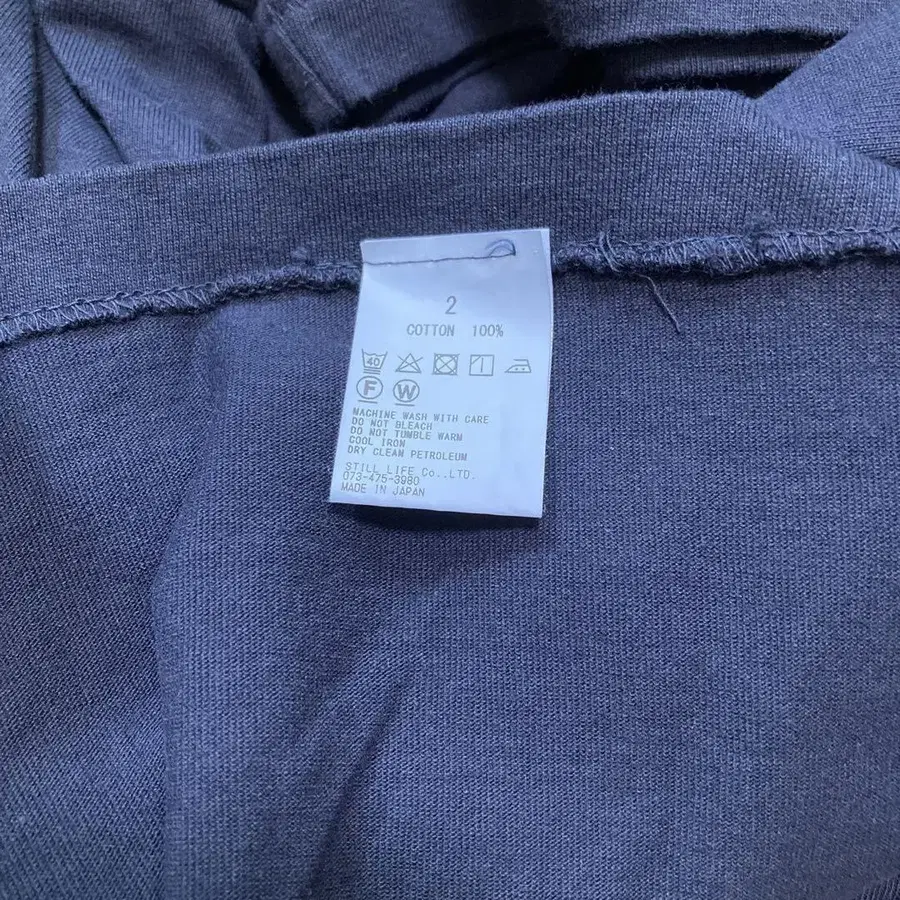 2
COTTON 100%
40
F W
MACHINE WASH WITH CARE
DO NOT BLEACH
DO NOT TUMBLE WARM
COOL IRON
DRY CLEAN PETROLEUM
STILL LIFE Co.,LTD.
073-475-3980
MADE IN JAPAN